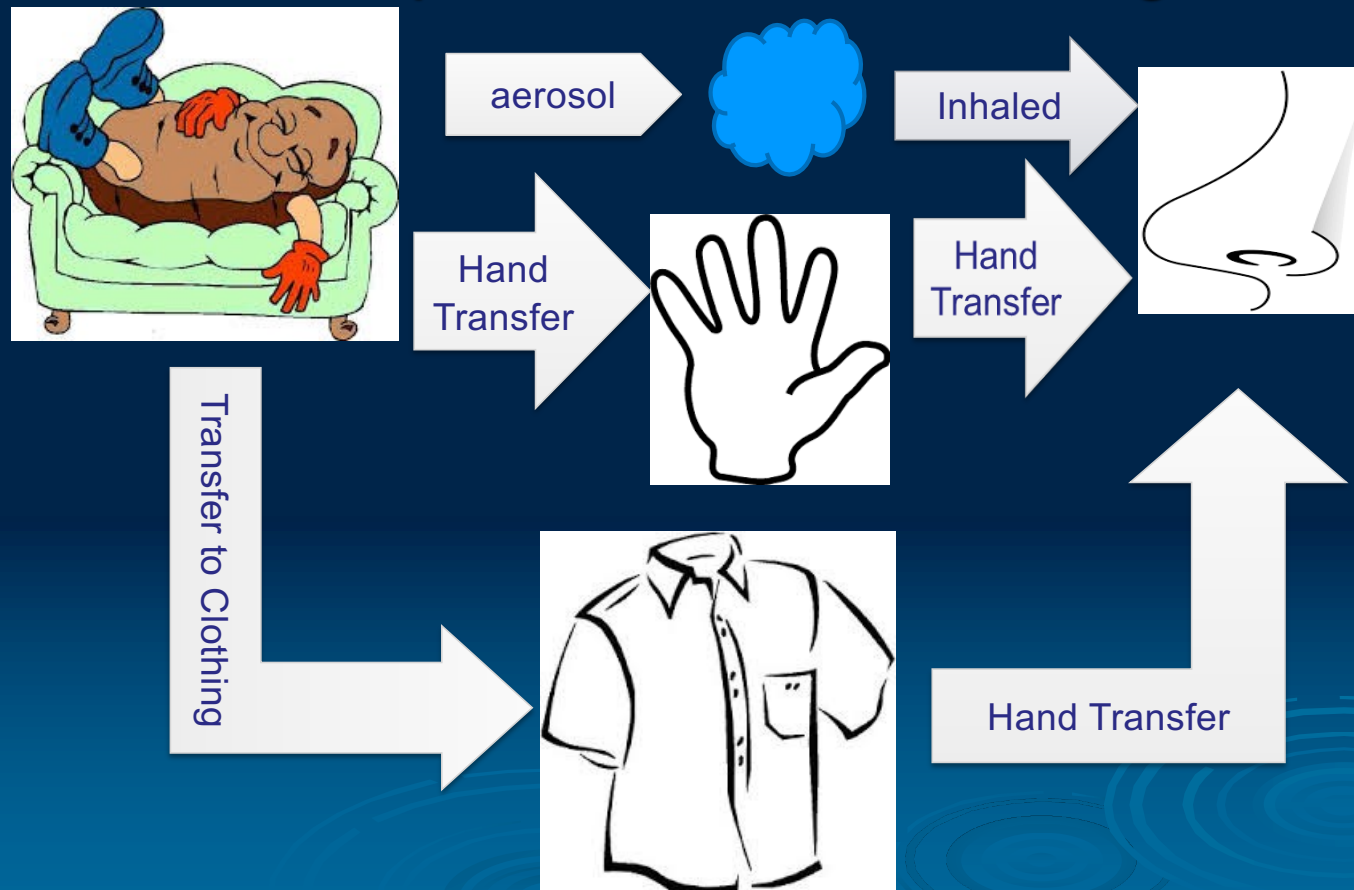 aerosol
Inhaled
Hand
Transfer
Hand
Transfer
Transfer to Clothing
Hand Transfer